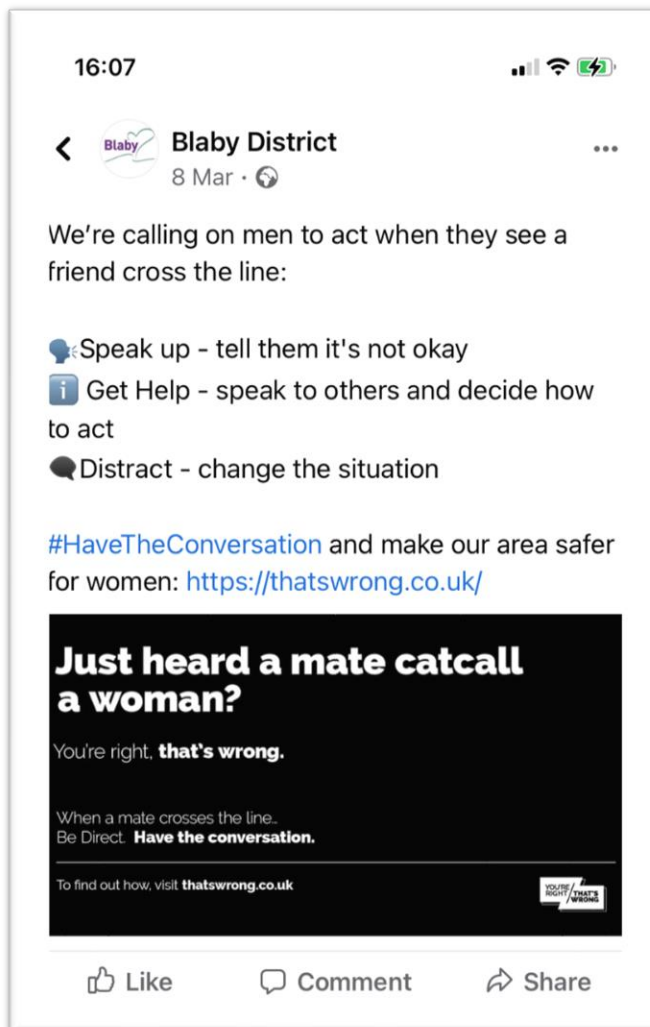 16:07
Blaby
Blaby District
8 Mar ·
We're calling on men to act when they see a
friend cross the line:
🗣️Speak up - tell them it's not okay
ℹ️ Get Help - speak to others and decide how
to act
🗨️Distract - change the situation
#HaveTheConversation and make our area safer
for women: https://thatswrong.co.uk/
Just heard a mate catcall
a woman?
You're right, that's wrong.
When a mate crosses the line..
Be Direct. Have the conversation.
To find out how, visit thatswrong.co.uk
YOU'RE
RIGHT
THAT'S
WRONG
Like Comment Share